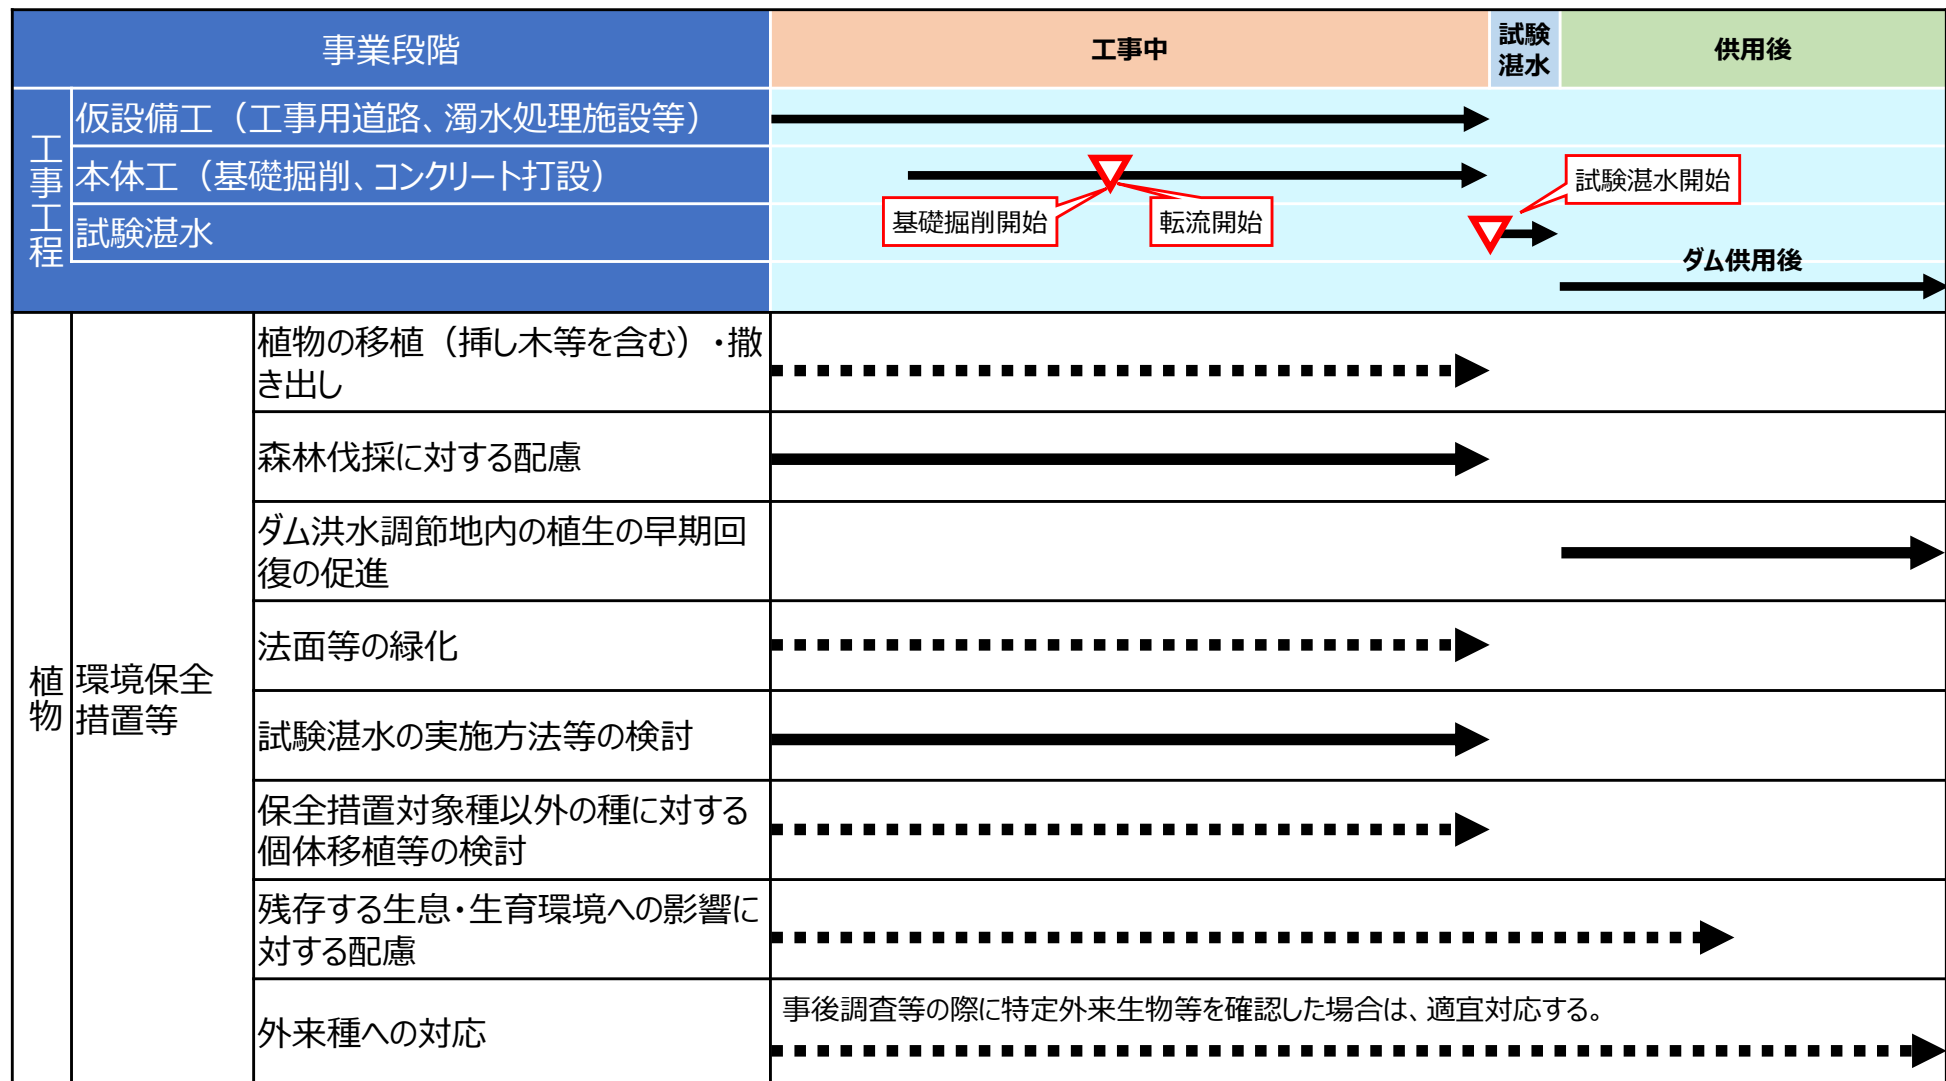 事業段階
工事中
試験
湛水
供用後
工事工程
仮設備工（工事用道路、濁水処理施設等）
本体工（基礎掘削、コンクリート打設）
基礎掘削開始
転流開始
試験湛水開始
試験湛水
ダム供用後
植物
環境保全
措置等
植物の移植（挿し木等を含む）・撒
き出し
森林伐採に対する配慮
ダム洪水調節地内の植生の早期回
復の促進
法面等の緑化
試験湛水の実施方法等の検討
保全措置対象種以外の種に対する
個体移植等の検討
残存する生息・生育環境への影響に
対する配慮
外来種への対応
事後調査等の際に特定外来生物等を確認した場合は、適宜対応する。